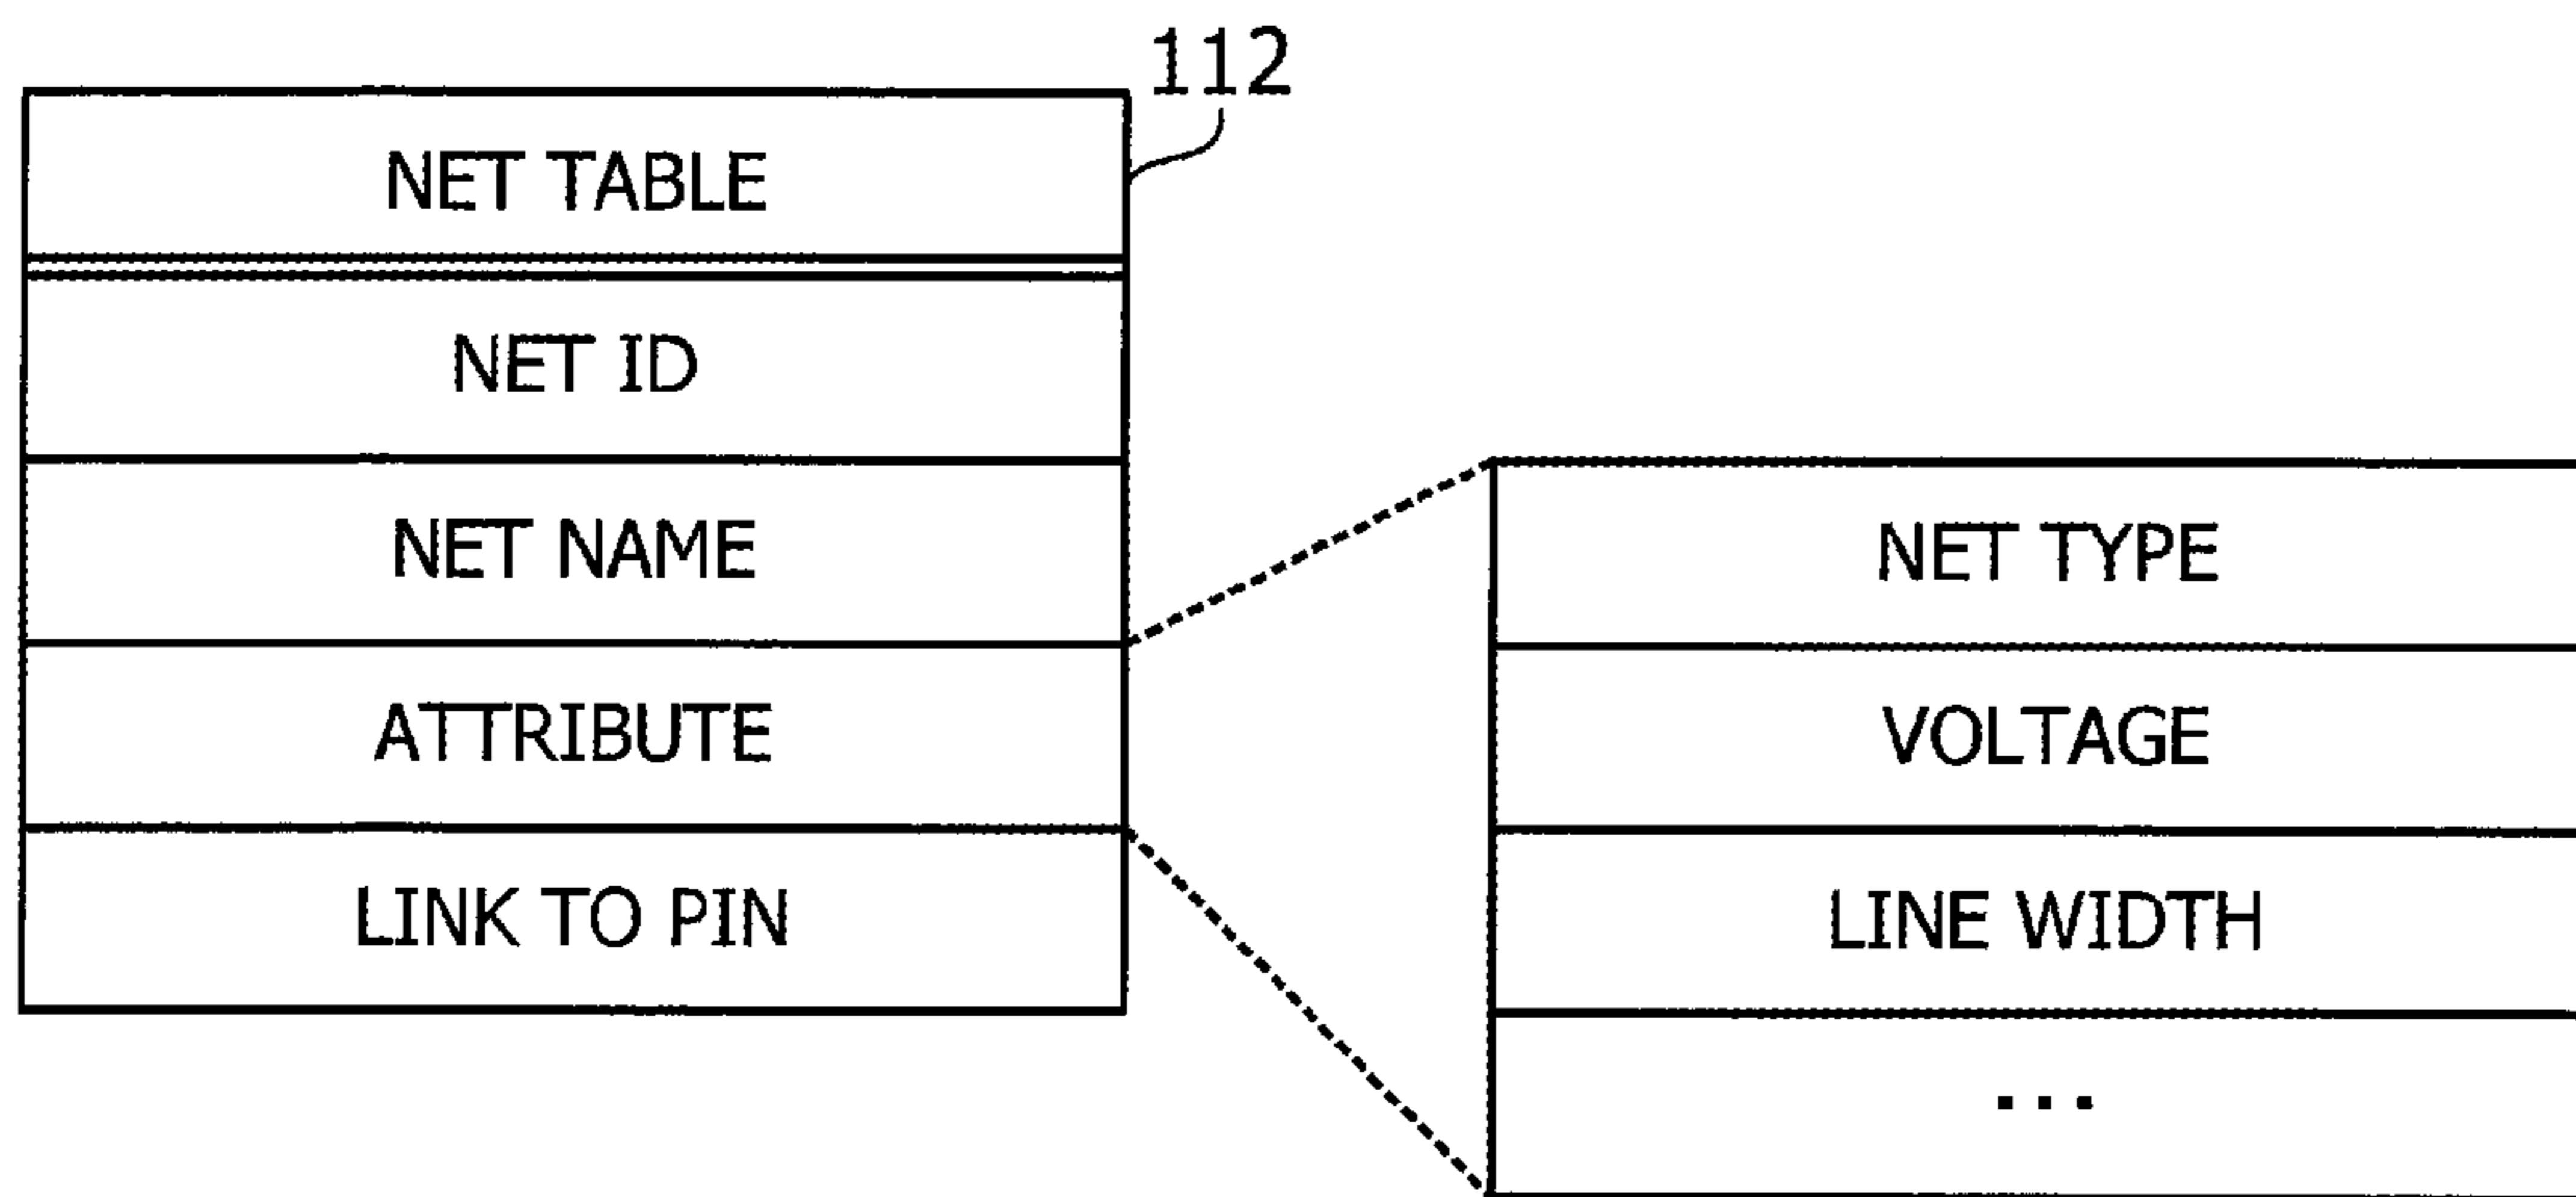 112
NET TABLE
NET ID
NET NAME
ATTRIBUTE
LINK TO PIN
NET TYPE
VOLTAGE
LINE WIDTH
...